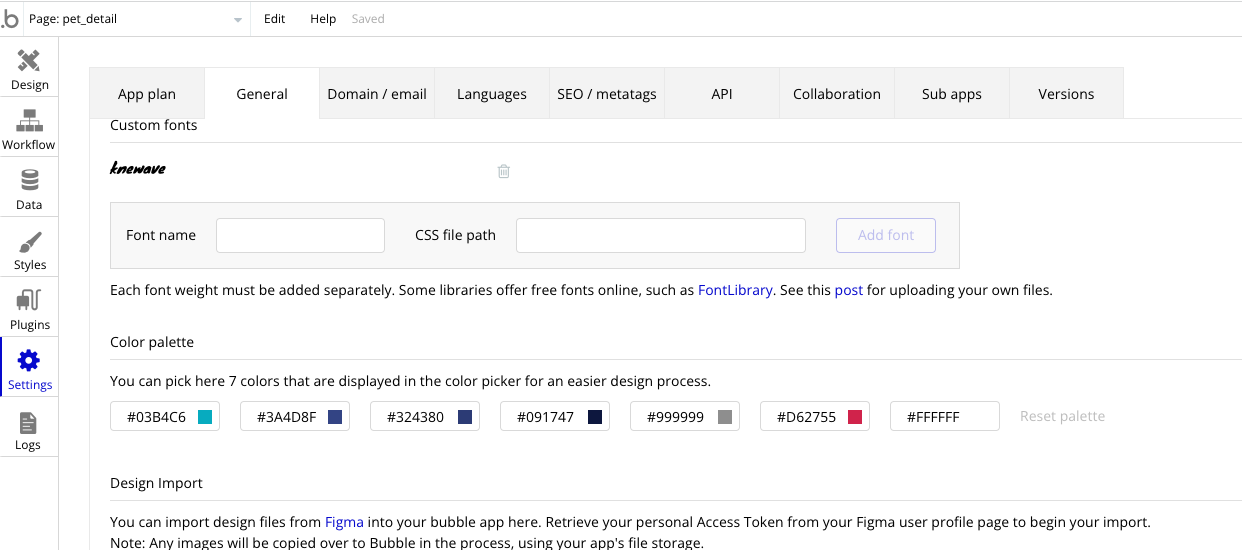 .b Page: pet_detail Edit Help Saved
Design
Workflow
Data
Styles
Plugins
Settings
Logs
App plan General Domain / email Languages SEO / metatags API Collaboration Sub apps Versions
Custom fonts
knewave
Font name CSS file path Add font
Each font weight must be added separately. Some libraries offer free fonts online, such as FontLibrary. See this post for uploading your own files.
Color palette
You can pick here 7 colors that are displayed in the color picker for an easier design process.
#03B4C6 #3A4D8F #324380 #091747 #999999 #D62755 #FFFFFF Reset palette
Design Import
You can import design files from Figma into your bubble app here. Retrieve your personal Access Token from your Figma user profile page to begin your import.
Note: Any images will be copied over to Bubble in the process, using your app's file storage.